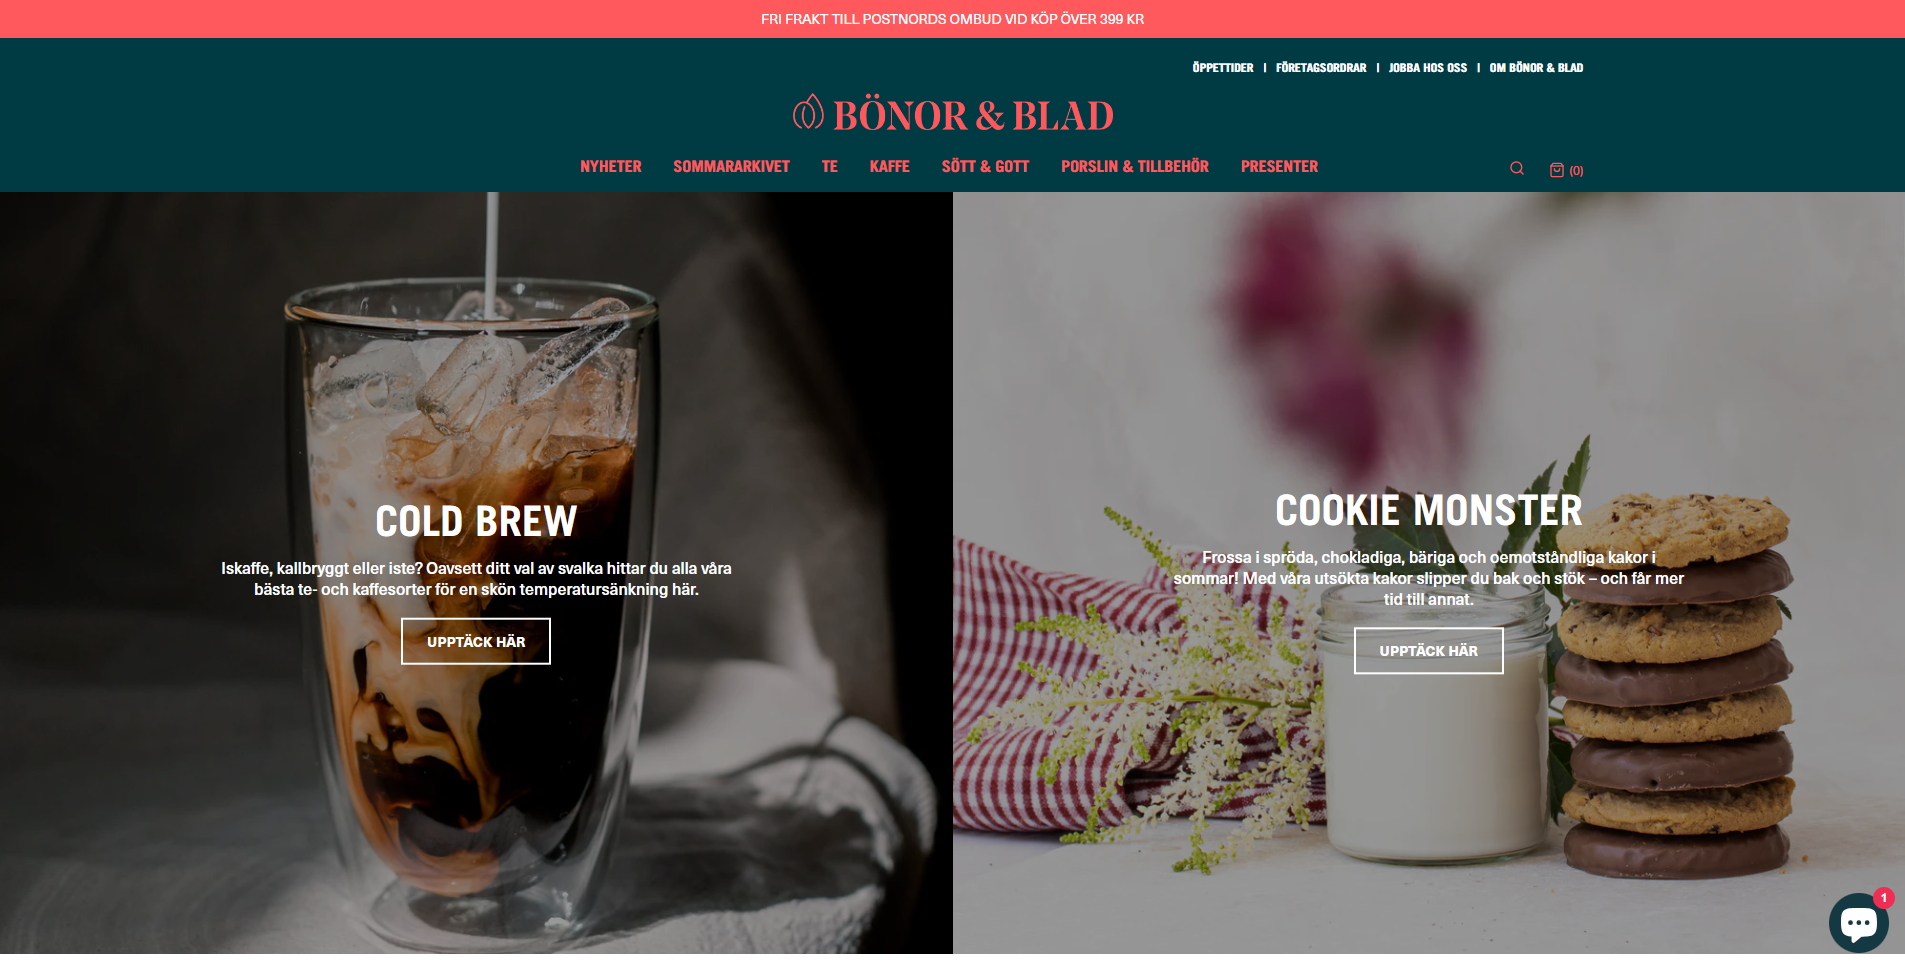 FRI FRAKT TILL POSTNORDS OMBUD VID KÖP ÖVER 399 KR
ÖPPETTIDER | FÖRETAGSORDRAR | JOBBA HOS OSS | OM BÖNOR & BLAD
BÖNOR & BLAD
NYHETER SOMMARARKIVET TE KAFFE SÖTT & GOTT PORSLIN & TILLBEHÖR PRESENTER (0)
COLD BREW
Iskaffe, kallbryggt eller iste? Oavsett ditt val av svalka hittar du alla våra
bästa te- och kaffesorter för en skön temperatursänkning här.
UPPTÄCK HÄR
COOKIE MONSTER
Frossa i spröda, chokladiga, bäriga och oemotståndliga kakor i
sommar! Med våra utsökta kakor slipper du bak och stök – och får mer
tid till annat.
UPPTÄCK HÄR
1